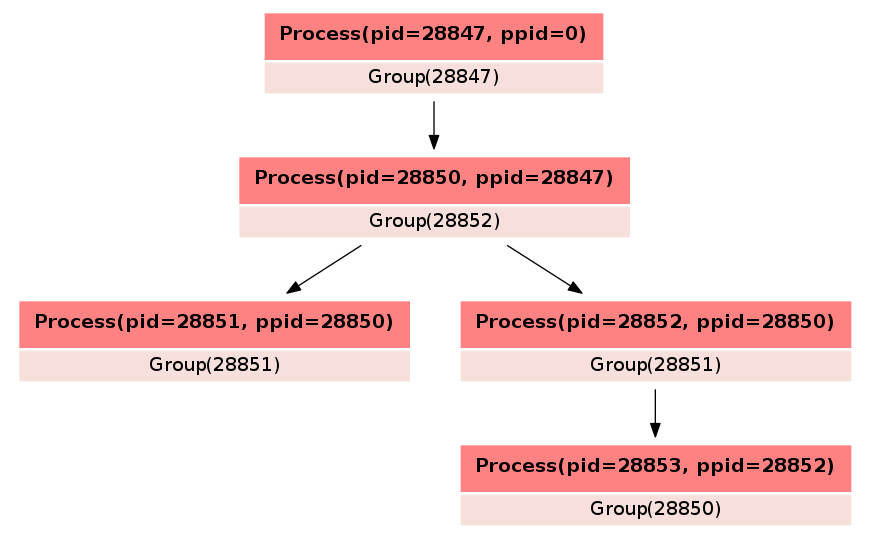 Process(pid=28847, ppid=0)
Group(28847)
Process(pid=28850, ppid=28847)
Group(28852)
Process(pid=28851, ppid=28850)
Group(28851)
Process(pid=28852, ppid=28850)
Group(28851)
Process(pid=28853, ppid=28852)
Group(28850)